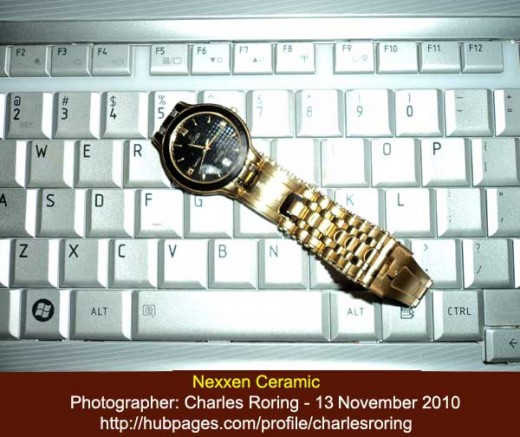 F2 F3 F4 F5 F6 F7 F8 F9 F10 F11 F12
@ # $ %
2 3 4 5 8 9 0
W E R O P
A S D F G L
Z X C V B N
ALT ALT CTRL
Nexxen Ceramic
Photographer: Charles Roring - 13 November 2010
http://hubpages.com/profile/charlesroring